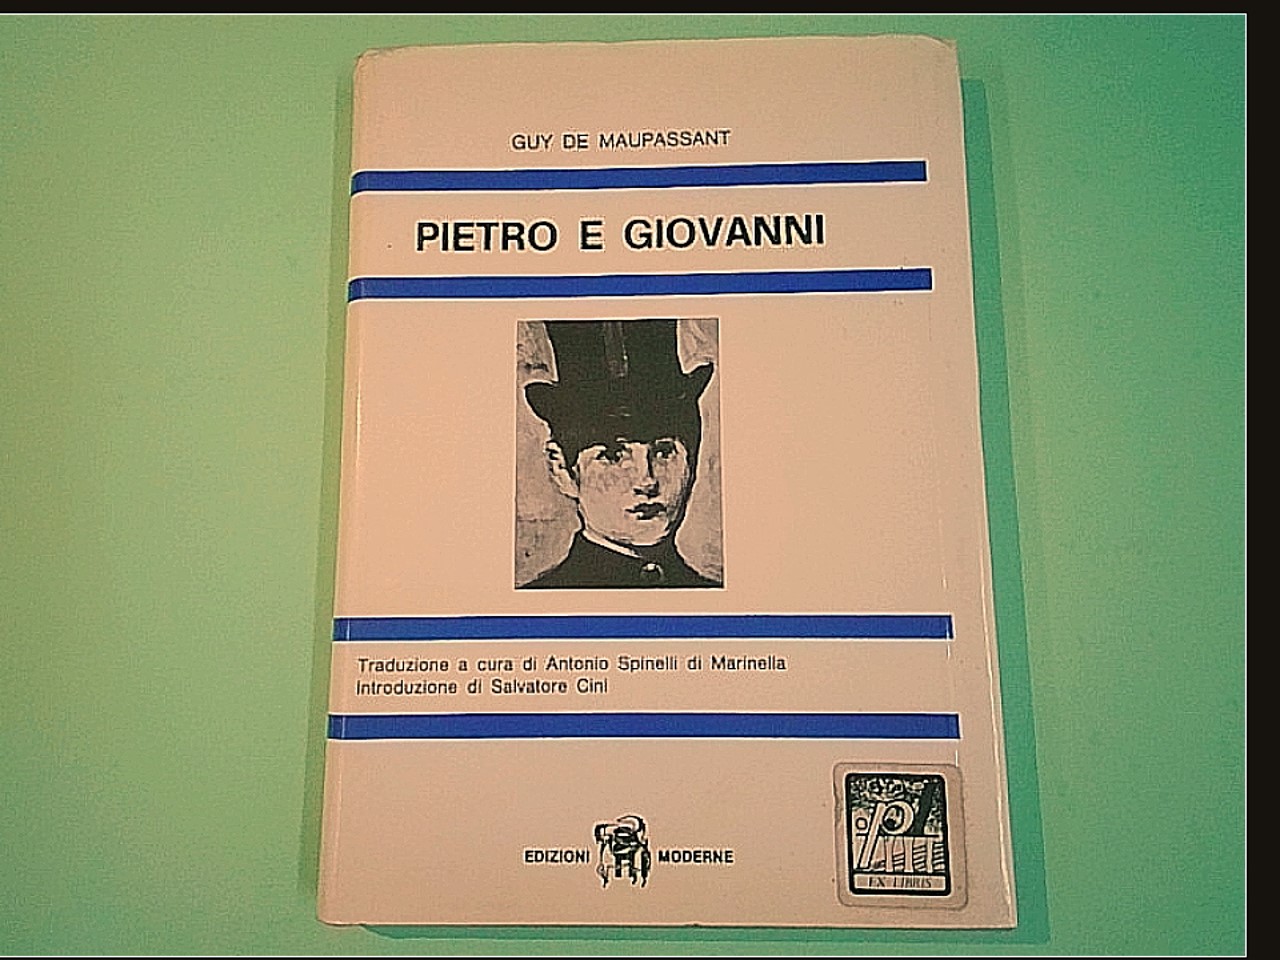 GUY DE MAUPASSANT
PIETRO E GIOVANNI
Traduzione a cura di Antonio Spinelli di Marinella
Introduzione di Salvatore Cini
EDIZIONI MODERNE
EX LIBRIS